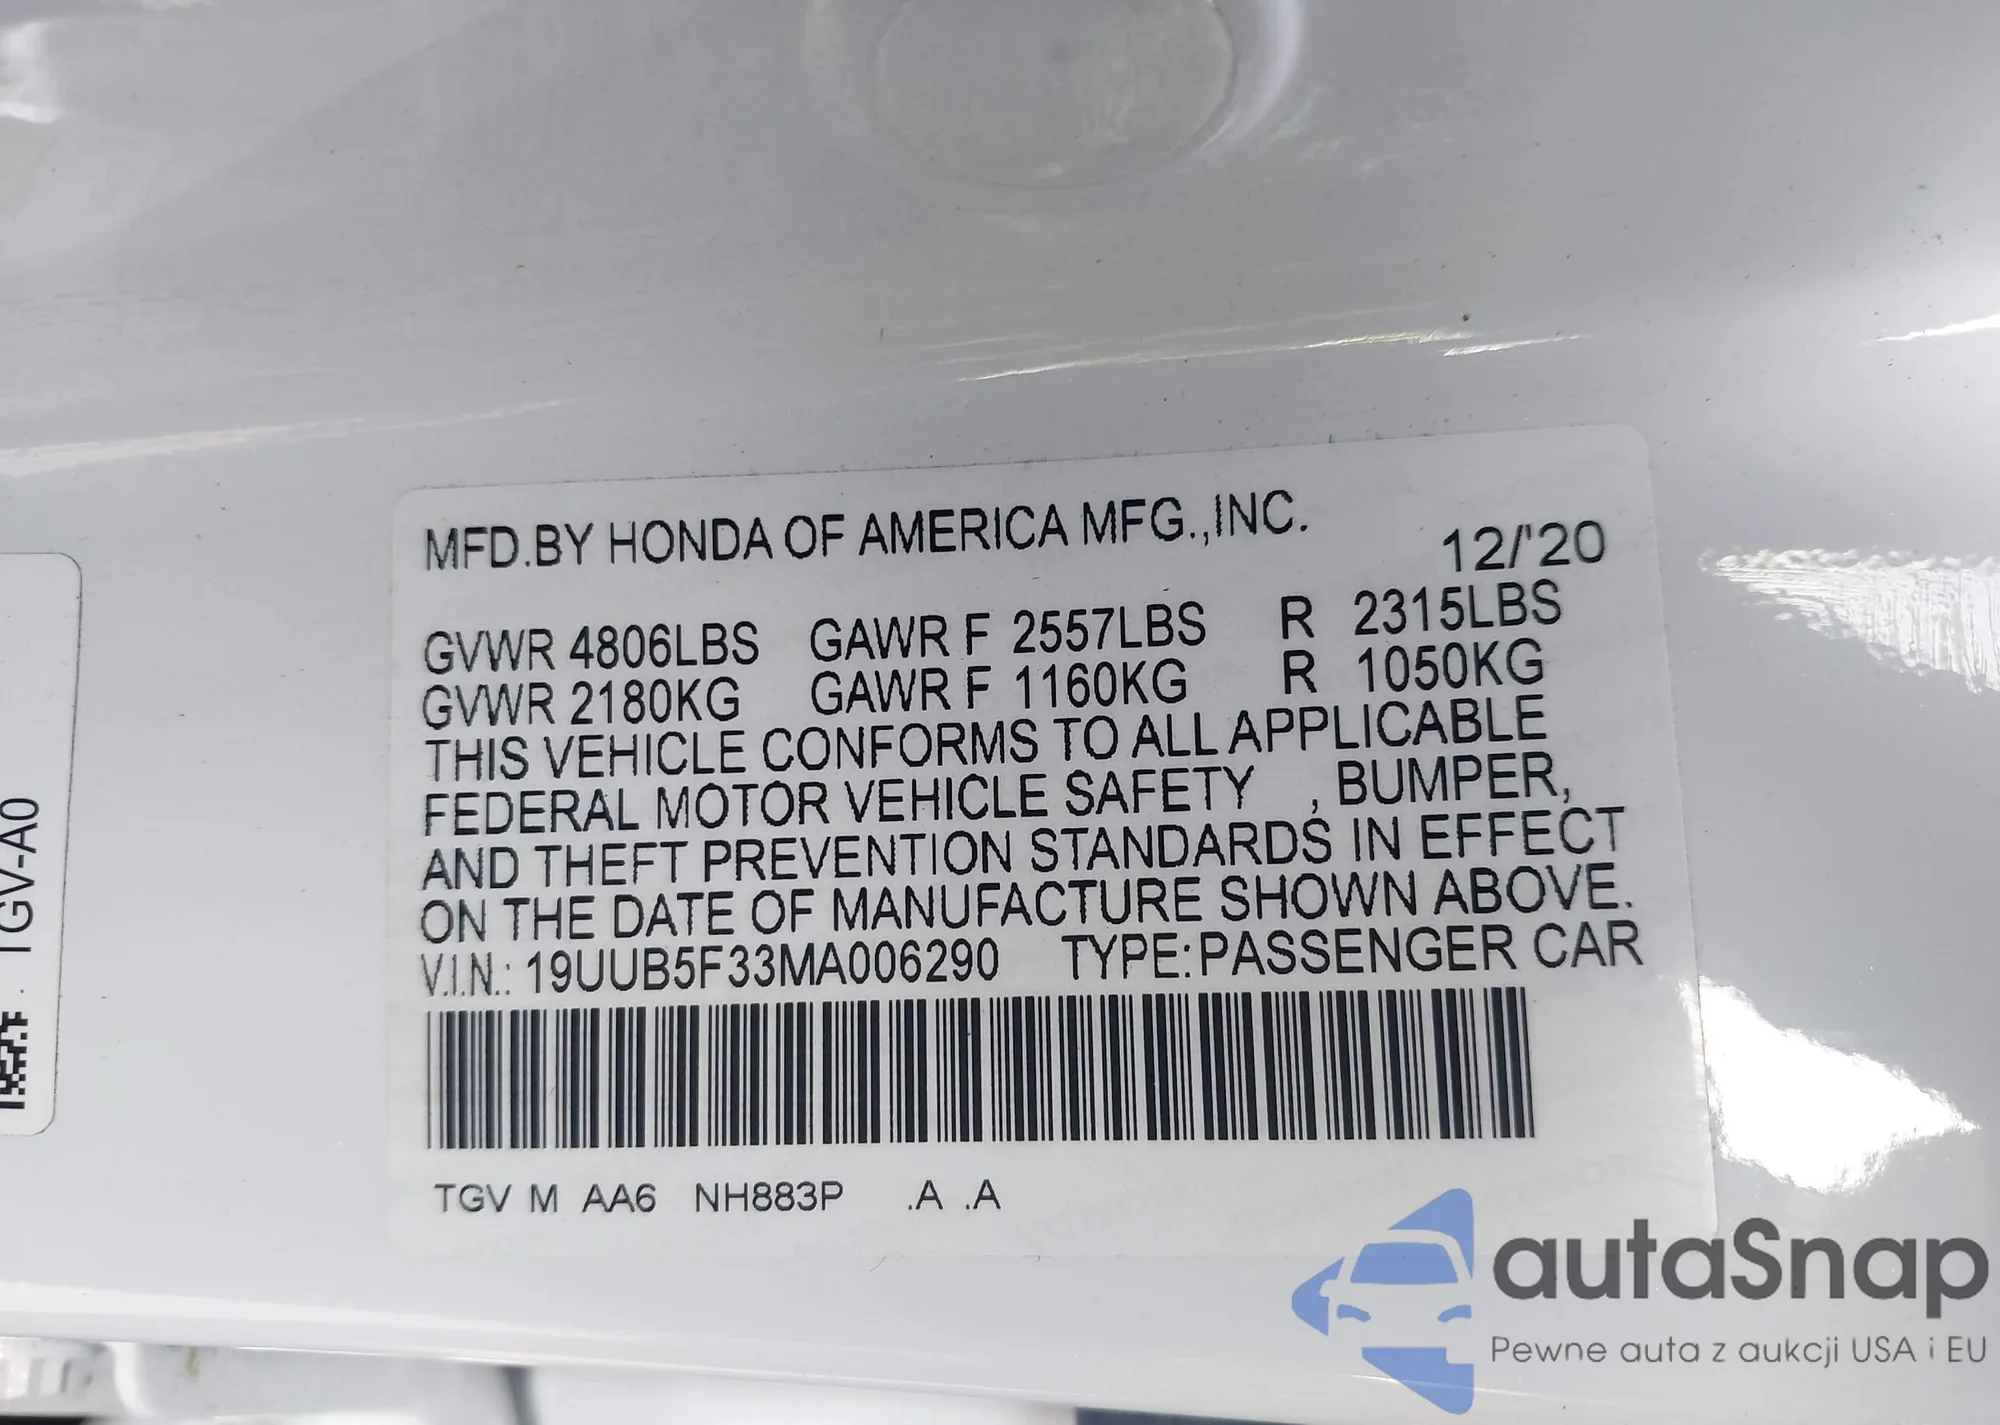 MFD.BY HONDA OF AMERICA MFG.,INC.
12/'20
GVWR 4806LBS GAWR F 2557LBS R 2315LBS
GVWR 2180KG GAWR F 1160KG R 1050KG
THIS VEHICLE CONFORMS TO ALL APPLICABLE
FEDERAL MOTOR VEHICLE SAFETY , BUMPER,
AND THEFT PREVENTION STANDARDS IN EFFECT
ON THE DATE OF MANUFACTURE SHOWN ABOVE.
V.I.N.: 19UUB5F33MA006290 TYPE:PASSENGER CAR
TGV M AA6 NH883P .A .A
TGV-A0
autaSnap
Pewne auta z aukcji USA i EU